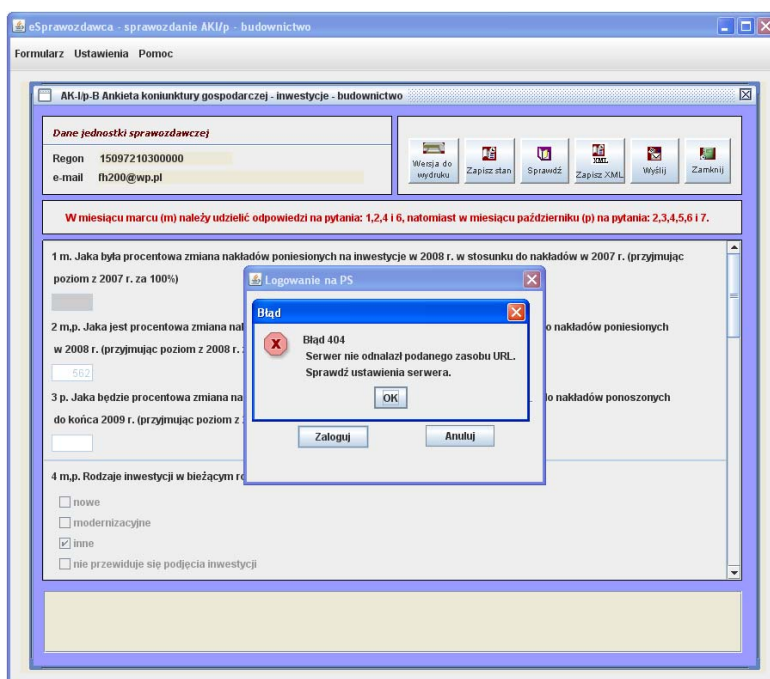 eSprawozdawca - sprawozdanie AKI/p - budownictwo
Formularz Ustawienia Pomoc
AK-I/p-B Ankieta koniunktury gospodarczej - inwestycje - budownictwo
Dane jednostki sprawozdawczej
Regon 15097210300000
e-mail fh200@wp.pl
Wersja do wydruku
Zapisz stan
Sprawdź
XML
Zapisz XML
Wyślij
Zamknij
W miesiącu marcu (m) należy udzielić odpowiedzi na pytania: 1,2,4 i 6, natomiast w miesiącu październiku (p) na pytania: 2,3,4,5,6 i 7.
1 m. Jaka była procentowa zmiana nakładów poniesionych na inwestycje w 2008 r. w stosunku do nakładów w 2007 r. (przyjmując
poziom z 2007 r. za 100%)
Logowanie na PS
Błąd
2 m,p. Jaka jest procentowa zmiana nak
o nakładów poniesionych
Błąd 404
Serwer nie odnalazł podanego zasobu URL.
Sprawdź ustawienia serwera.
w 2008 r. (przyjmując poziom z 2008 r.
562
OK
3 p. Jaka będzie procentowa zmiana na
do nakładów ponoszonych
do końca 2009 r. (przyjmując poziom z
Zaloguj Anuluj
4 m,p. Rodzaje inwestycji w bieżącym ro
nowe
modernizacyjne
inne
nie przewiduje się podjęcia inwestycji